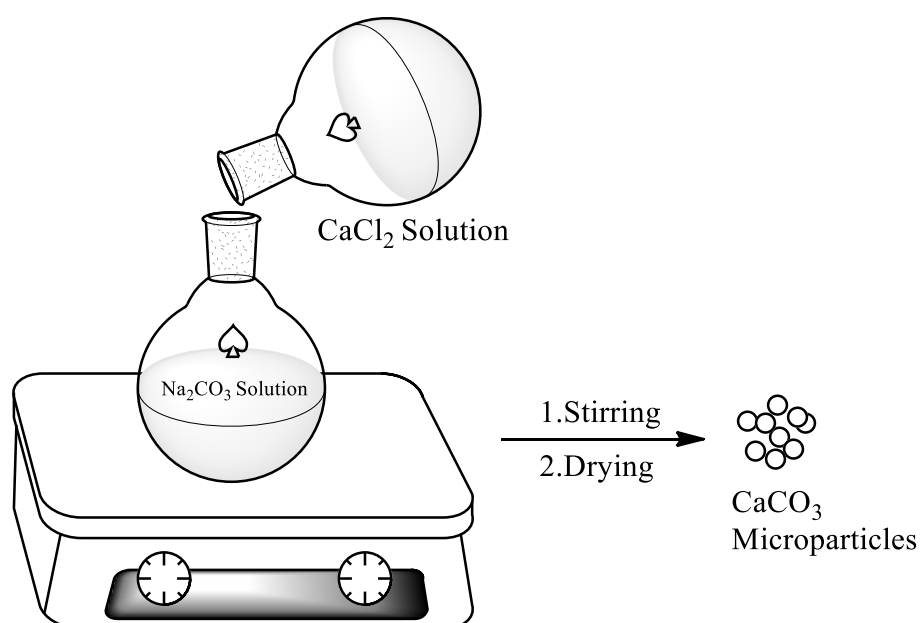 CaCl₂ Solution
Na₂CO₃ Solution
1.Stirring
2.Drying
CaCO₃
Microparticles